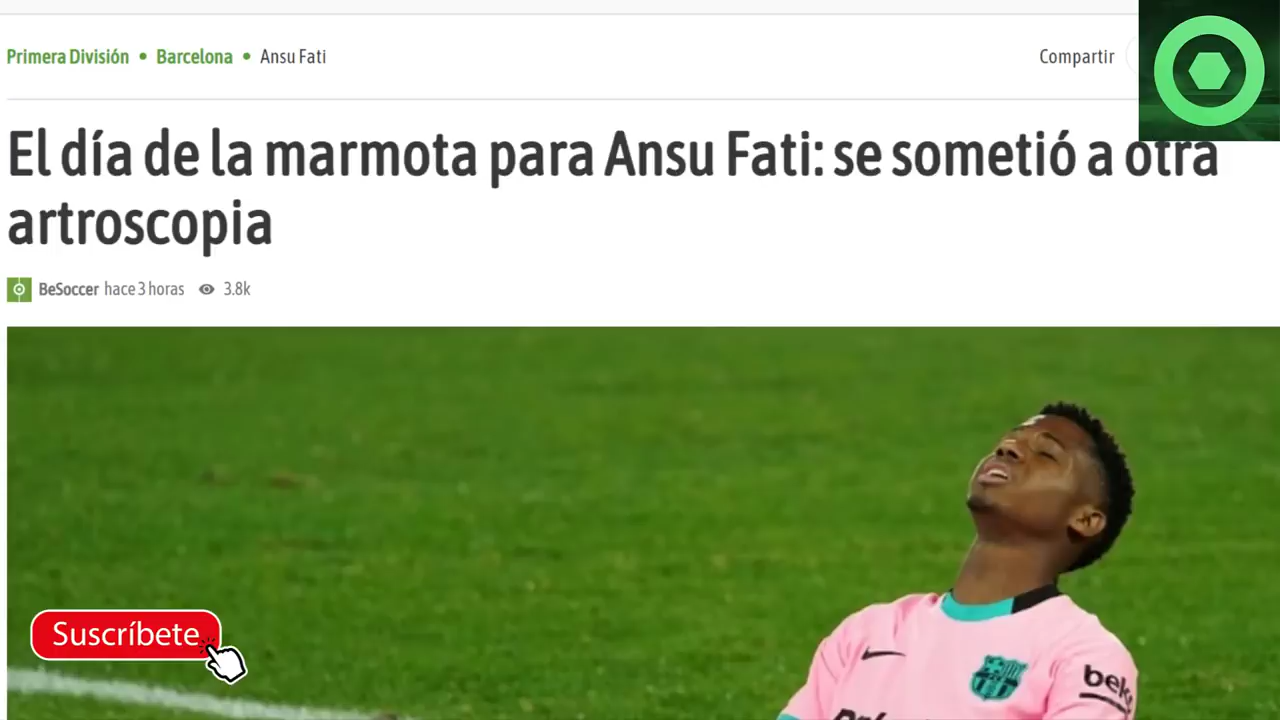 Primera División • Barcelona • Ansu Fati
Compartir
El día de la marmota para Ansu Fati: se sometió a otra
artroscopia
BeSoccer hace 3 horas 3.8k
Suscríbete